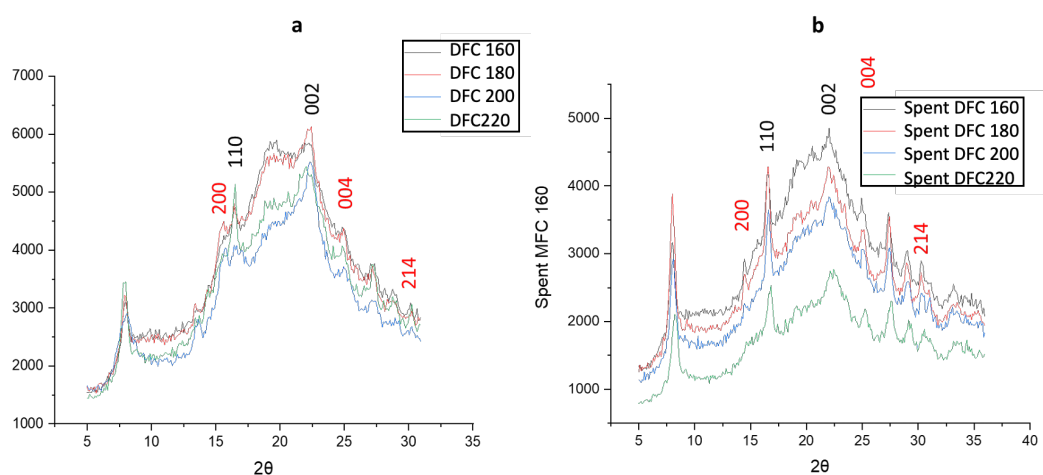 a
DFC 160
DFC 180
DFC 200
DFC220
7000
6000
5000
4000
3000
2000
1000
200
110
002
004
214
5
10
15
20
25
30
35
2θ
b
Spent DFC 160
Spent DFC 180
Spent DFC 200
Spent DFC220
Spent MFC 160
5000
4000
3000
2000
1000
200
110
002
004
214
5
10
15
20
25
30
35
40
2θ